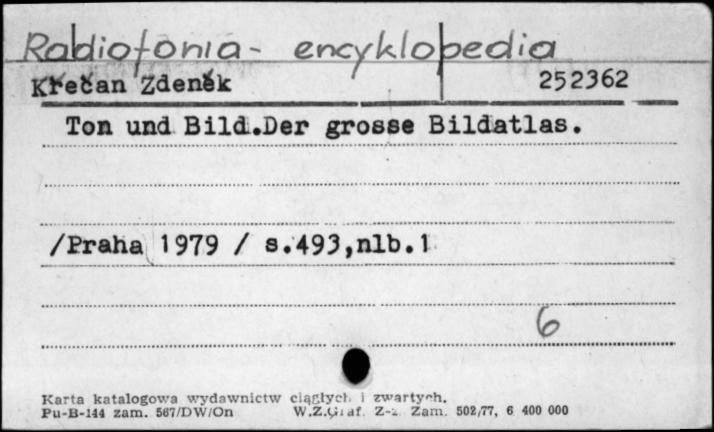 Radiofonia - encyklopedia
Křečan Zdeněk 252362
Ton und Bild.Der grosse Bildatlas.
/Praha 1979 / s.493,nlb.1
6
Karta katalogowa wydawnictw ciągłych i zwartych.
Pu-B-144 zam. 567/DW/On W.Z.Graf. Zam. 502/77, 6 400 000